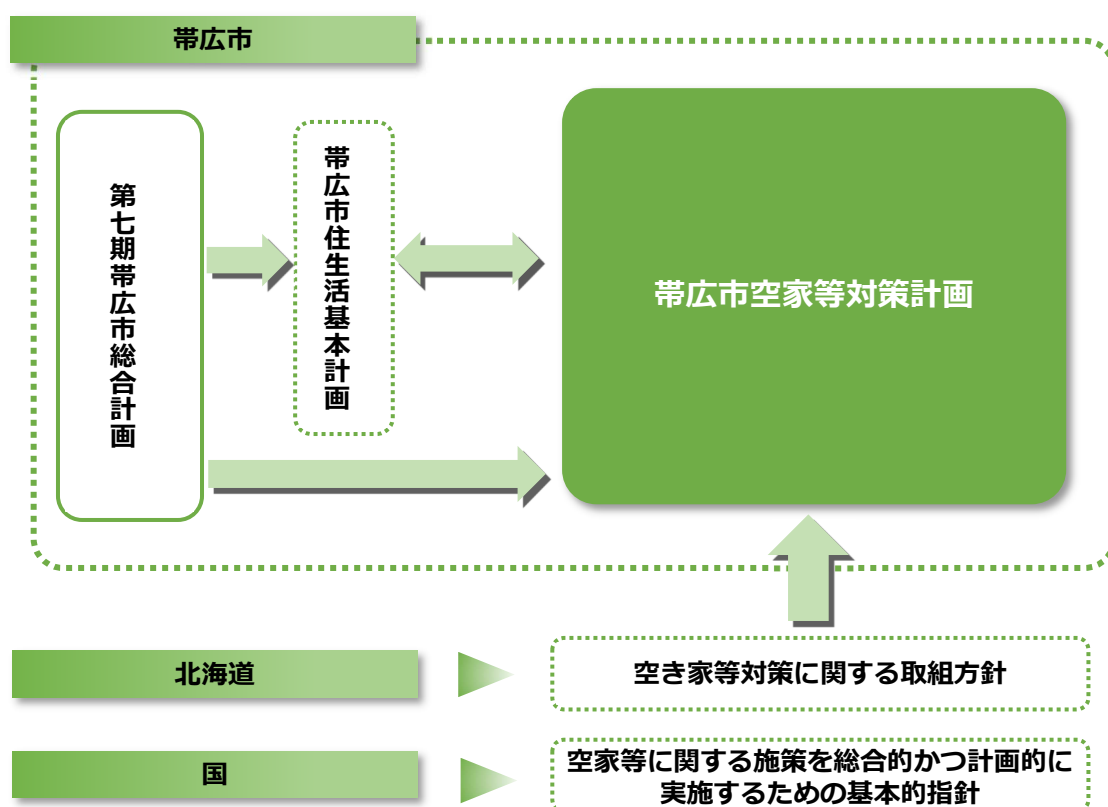 帯広市
第七期帯広市総合計画
帯広市住生活基本計画
帯広市空家等対策計画
北海道
空き家等対策に関する取組方針
国
空家等に関する施策を総合的かつ計画的に
実施するための基本的指針